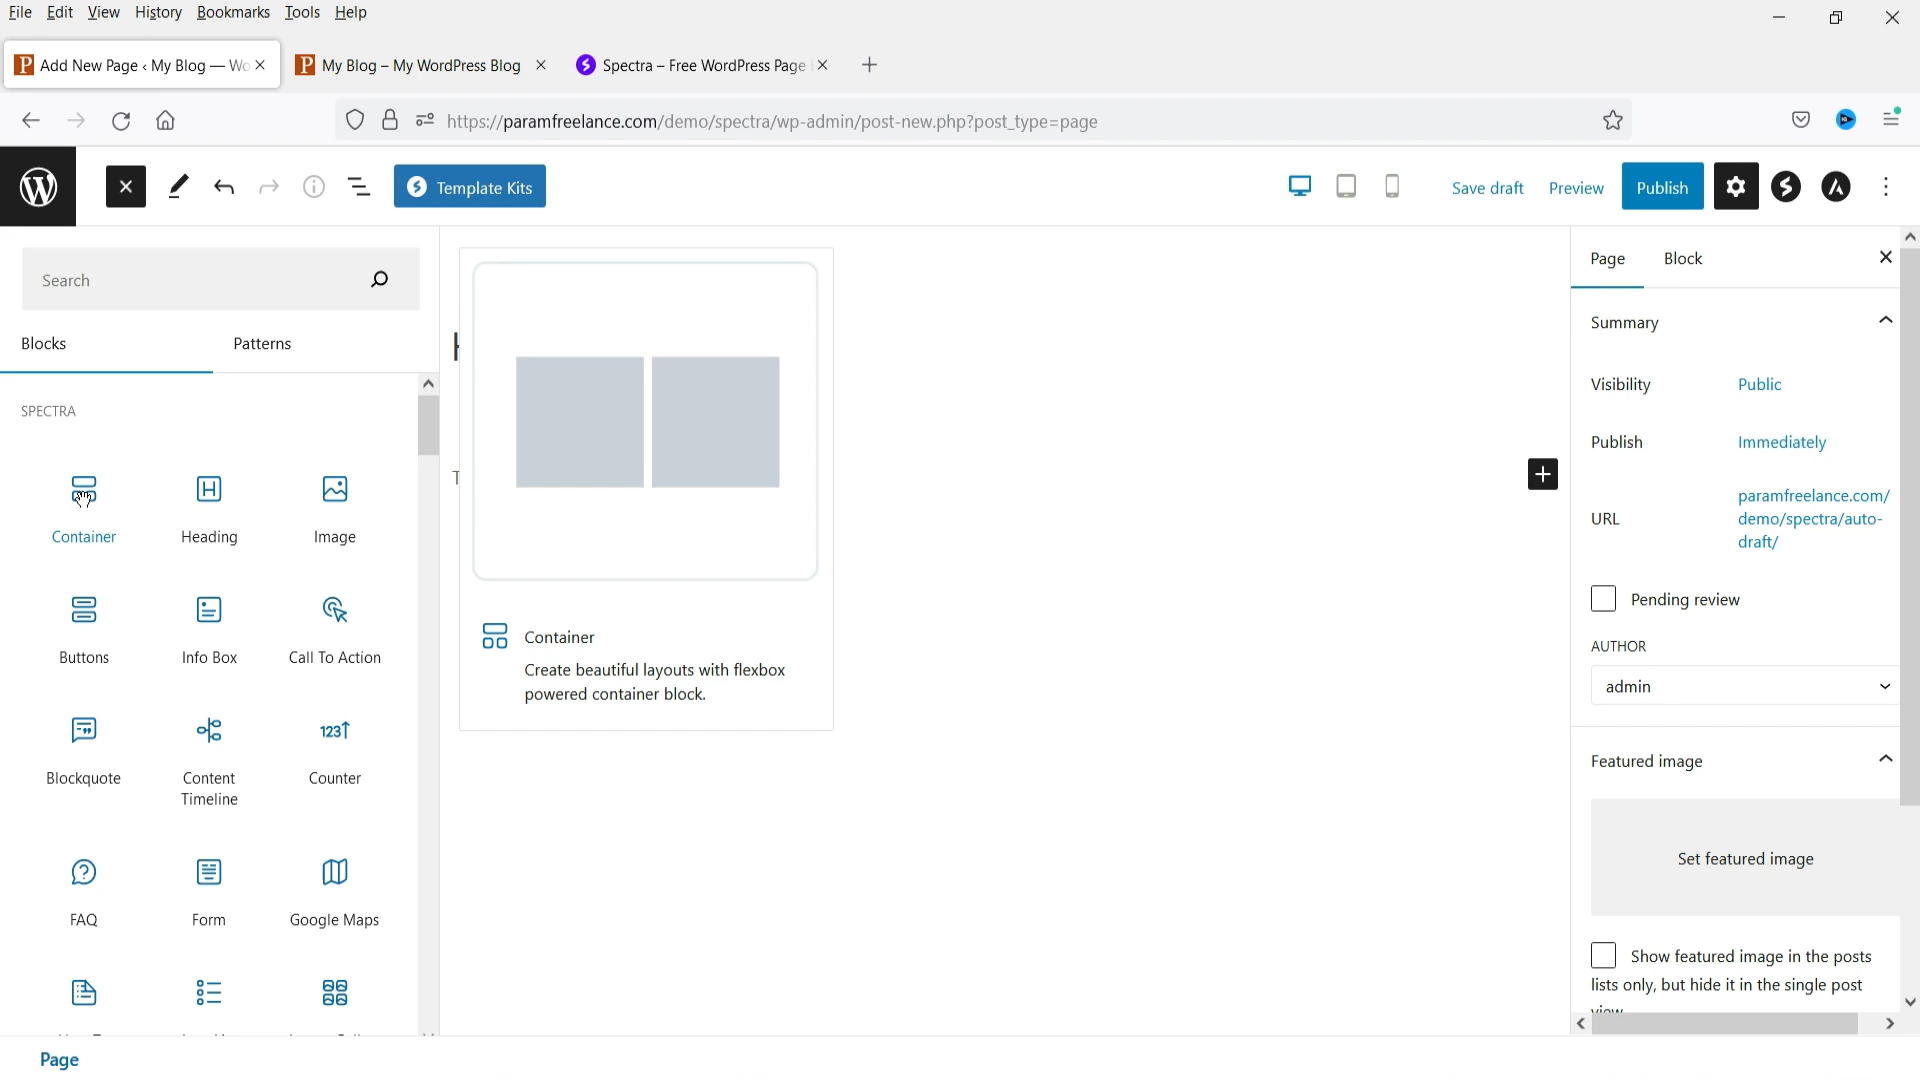 File Edit View History Bookmarks Tools Help
Add New Page ‹ My Blog — Wo
My Blog – My WordPress Blog
Spectra – Free WordPress Page
https://paramfreelance.com/demo/spectra/wp-admin/post-new.php?post_type=page
Template Kits
Save draft Preview Publish
Search
Blocks Patterns
SPECTRA
Container Heading Image
Buttons Info Box Call To Action
Blockquote Content Timeline Counter
FAQ Form Google Maps
Container
Create beautiful layouts with flexbox
powered container block.
Page Block
Summary
Visibility Public
Publish Immediately
URL paramfreelance.com/
demo/spectra/auto-
draft/
Pending review
AUTHOR
admin
Featured image
Set featured image
Show featured image in the posts
lists only, but hide it in the single post
Page